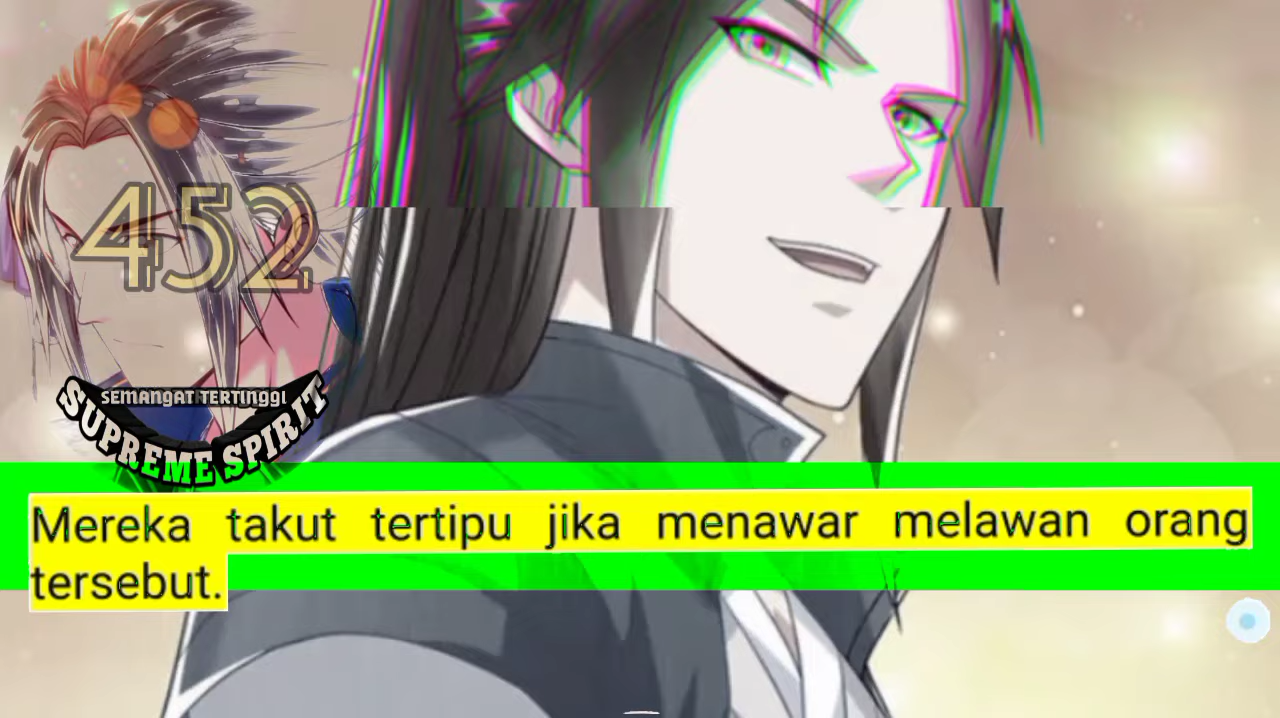 452
SEMANGAT TERTINGGI
SUPREME SPIRIT
Mereka takut tertipu jika menawar melawan orang
tersebut.